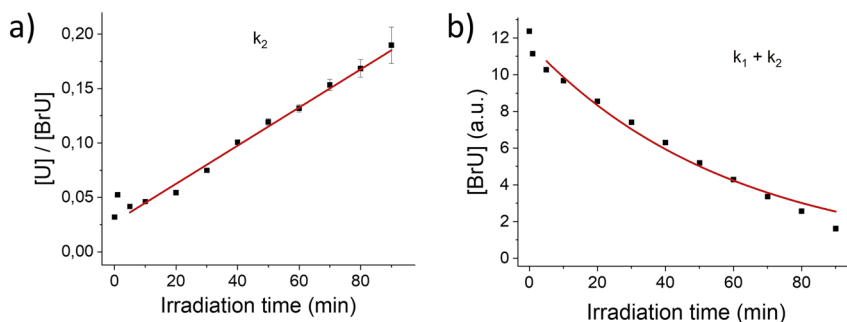 a)
k₂
[U] / [BrU]
0,20
0,15
0,10
0,05
0,00
0 20 40 60 80
Irradiation time (min)
b)
k₁ + k₂
[BrU] (a.u.)
12
10
8
6
4
2
0
0 20 40 60 80
Irradiation time (min)